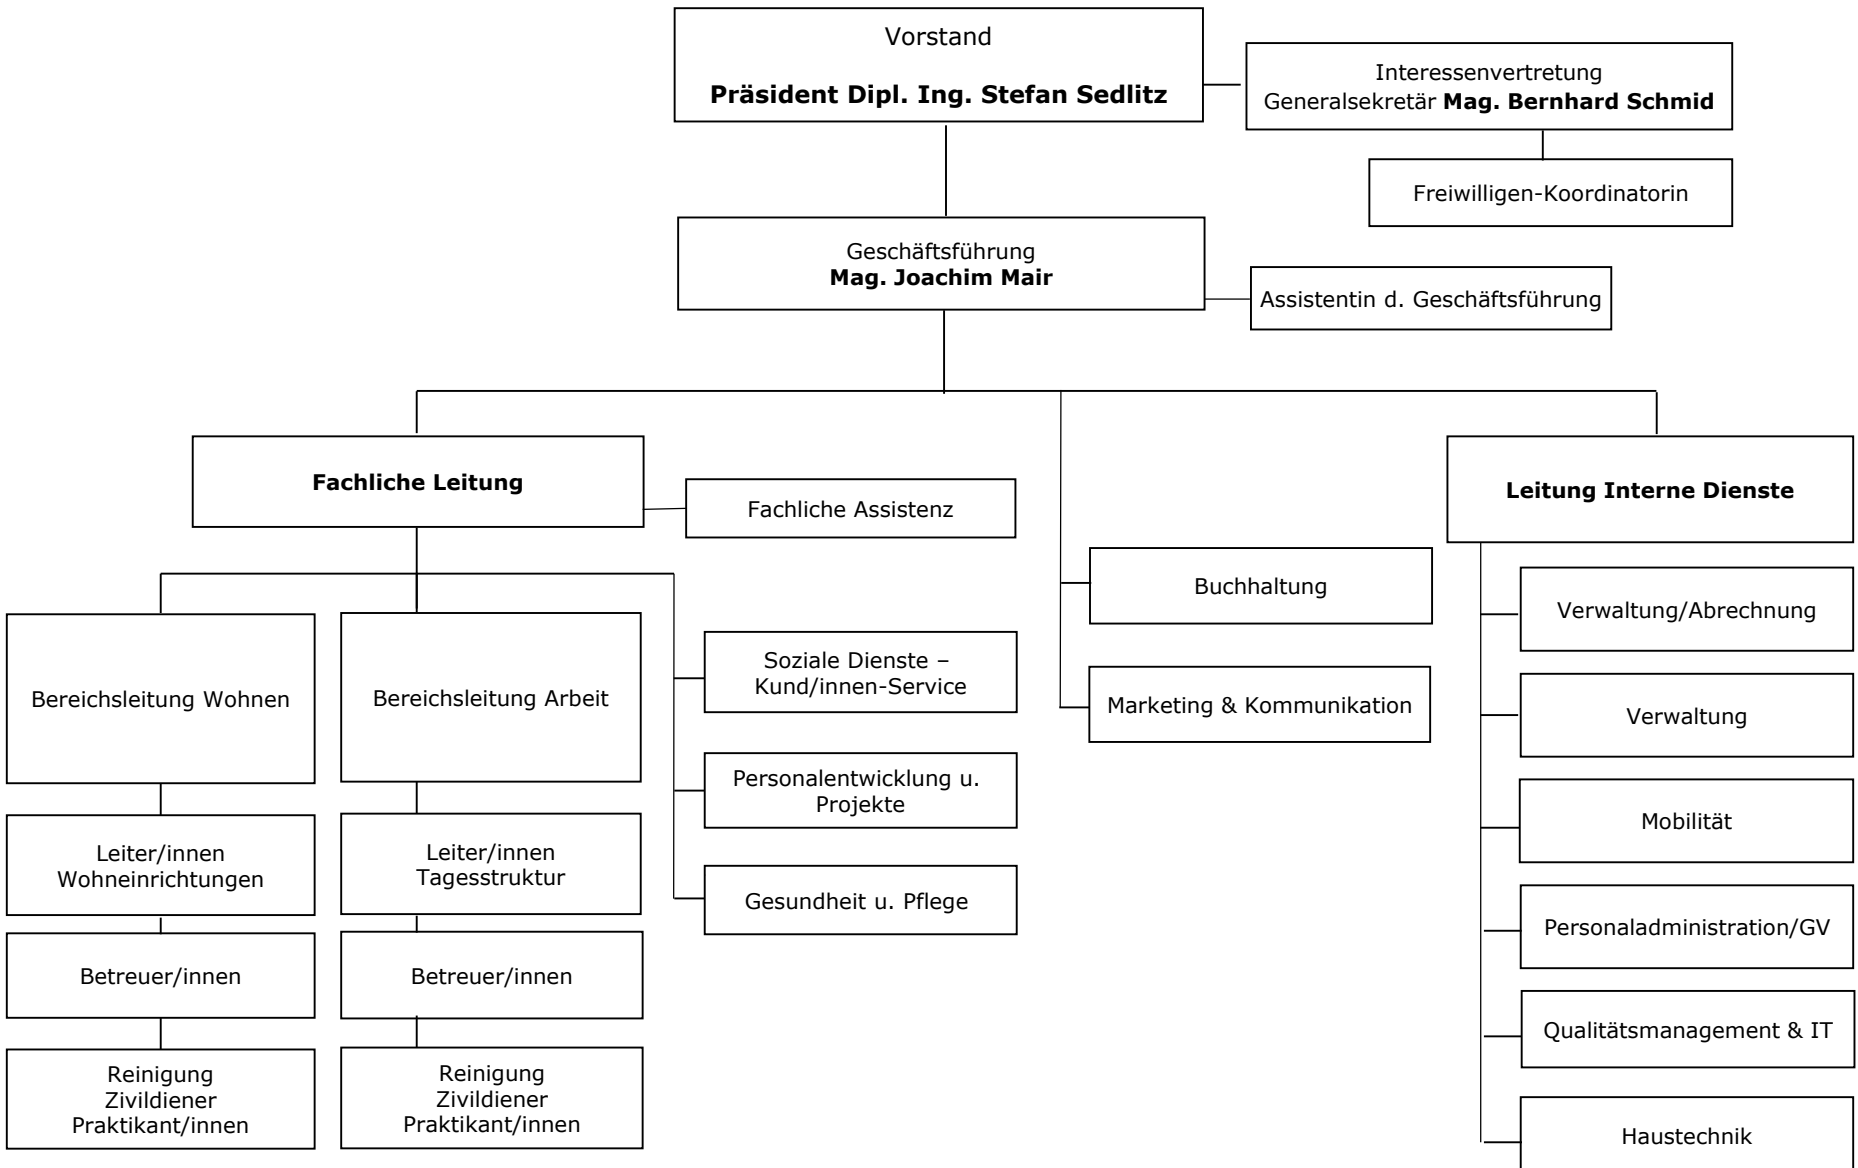 Vorstand
Präsident Dipl. Ing. Stefan Sedlitz
Interessenvertretung
Generalsekretär Mag. Bernhard Schmid
Freiwilligen-Koordinatorin
Geschäftsführung
Mag. Joachim Mair
Assistentin d. Geschäftsführung
Fachliche Leitung
Fachliche Assistenz
Bereichsleitung Wohnen
Leiter/innen
Wohneinrichtungen
Betreuer/innen
Reinigung
Zivildiener
Praktikant/innen
Bereichsleitung Arbeit
Leiter/innen
Tagesstruktur
Betreuer/innen
Reinigung
Zivildiener
Praktikant/innen
Soziale Dienste –
Kund/innen-Service
Personalentwicklung u.
Projekte
Gesundheit u. Pflege
Buchhaltung
Marketing & Kommunikation
Leitung Interne Dienste
Verwaltung/Abrechnung
Verwaltung
Mobilität
Personaladministration/GV
Qualitätsmanagement & IT
Haustechnik